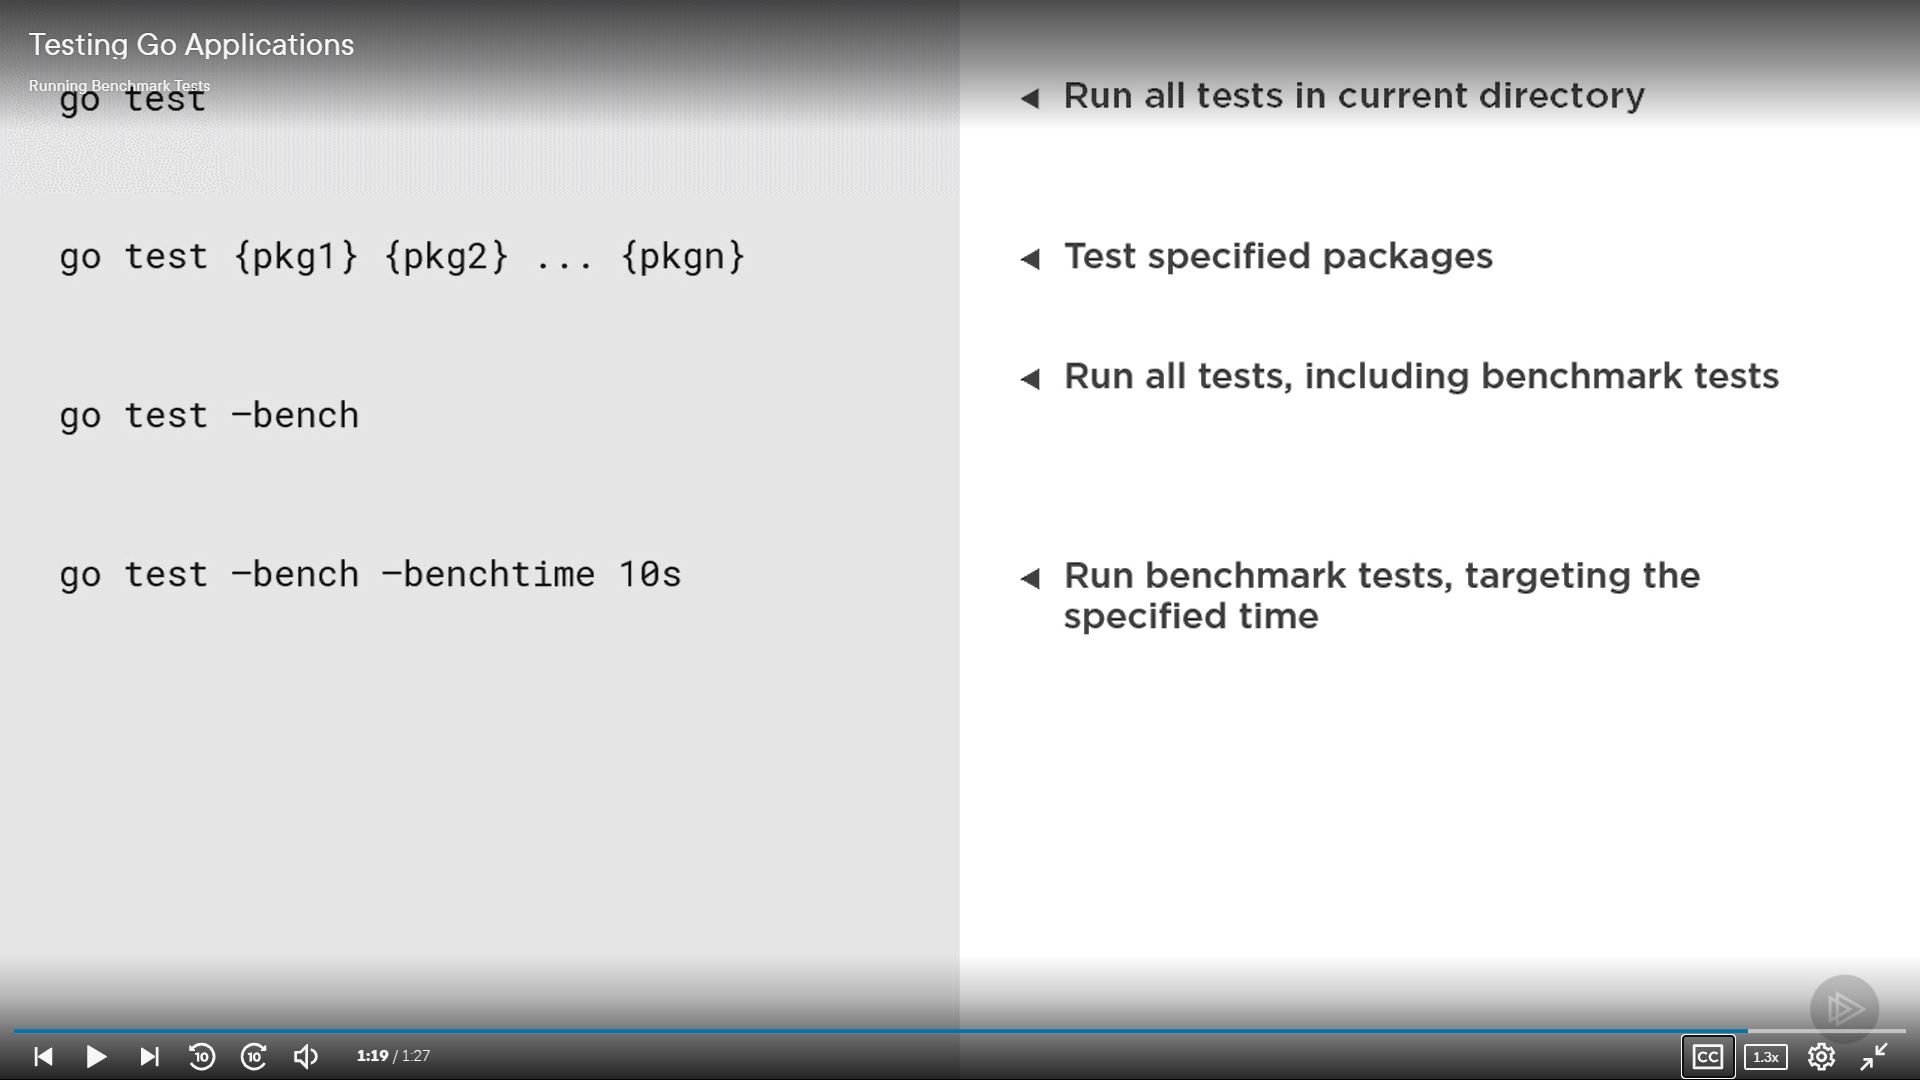 Testing Go Applications
Running Benchmark Tests
go test
◀ Run all tests in current directory
go test {pkg1} {pkg2} ... {pkgn}
◀ Test specified packages
go test –bench
◀ Run all tests, including benchmark tests
go test –bench –benchtime 10s
◀ Run benchmark tests, targeting the
specified time
10
10
1:19 / 1:27
CC
1.3x